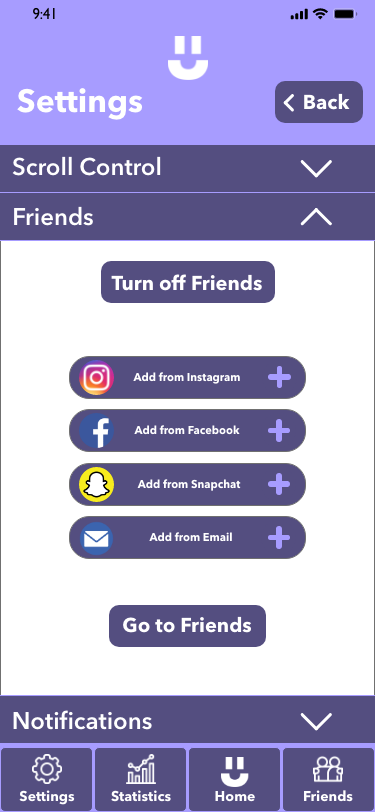 9:41
Settings
Back
Scroll Control
Friends
Turn off Friends
Add from Instagram
Add from Facebook
Add from Snapchat
Add from Email
Go to Friends
Notifications
Settings
Statistics
Home
Friends